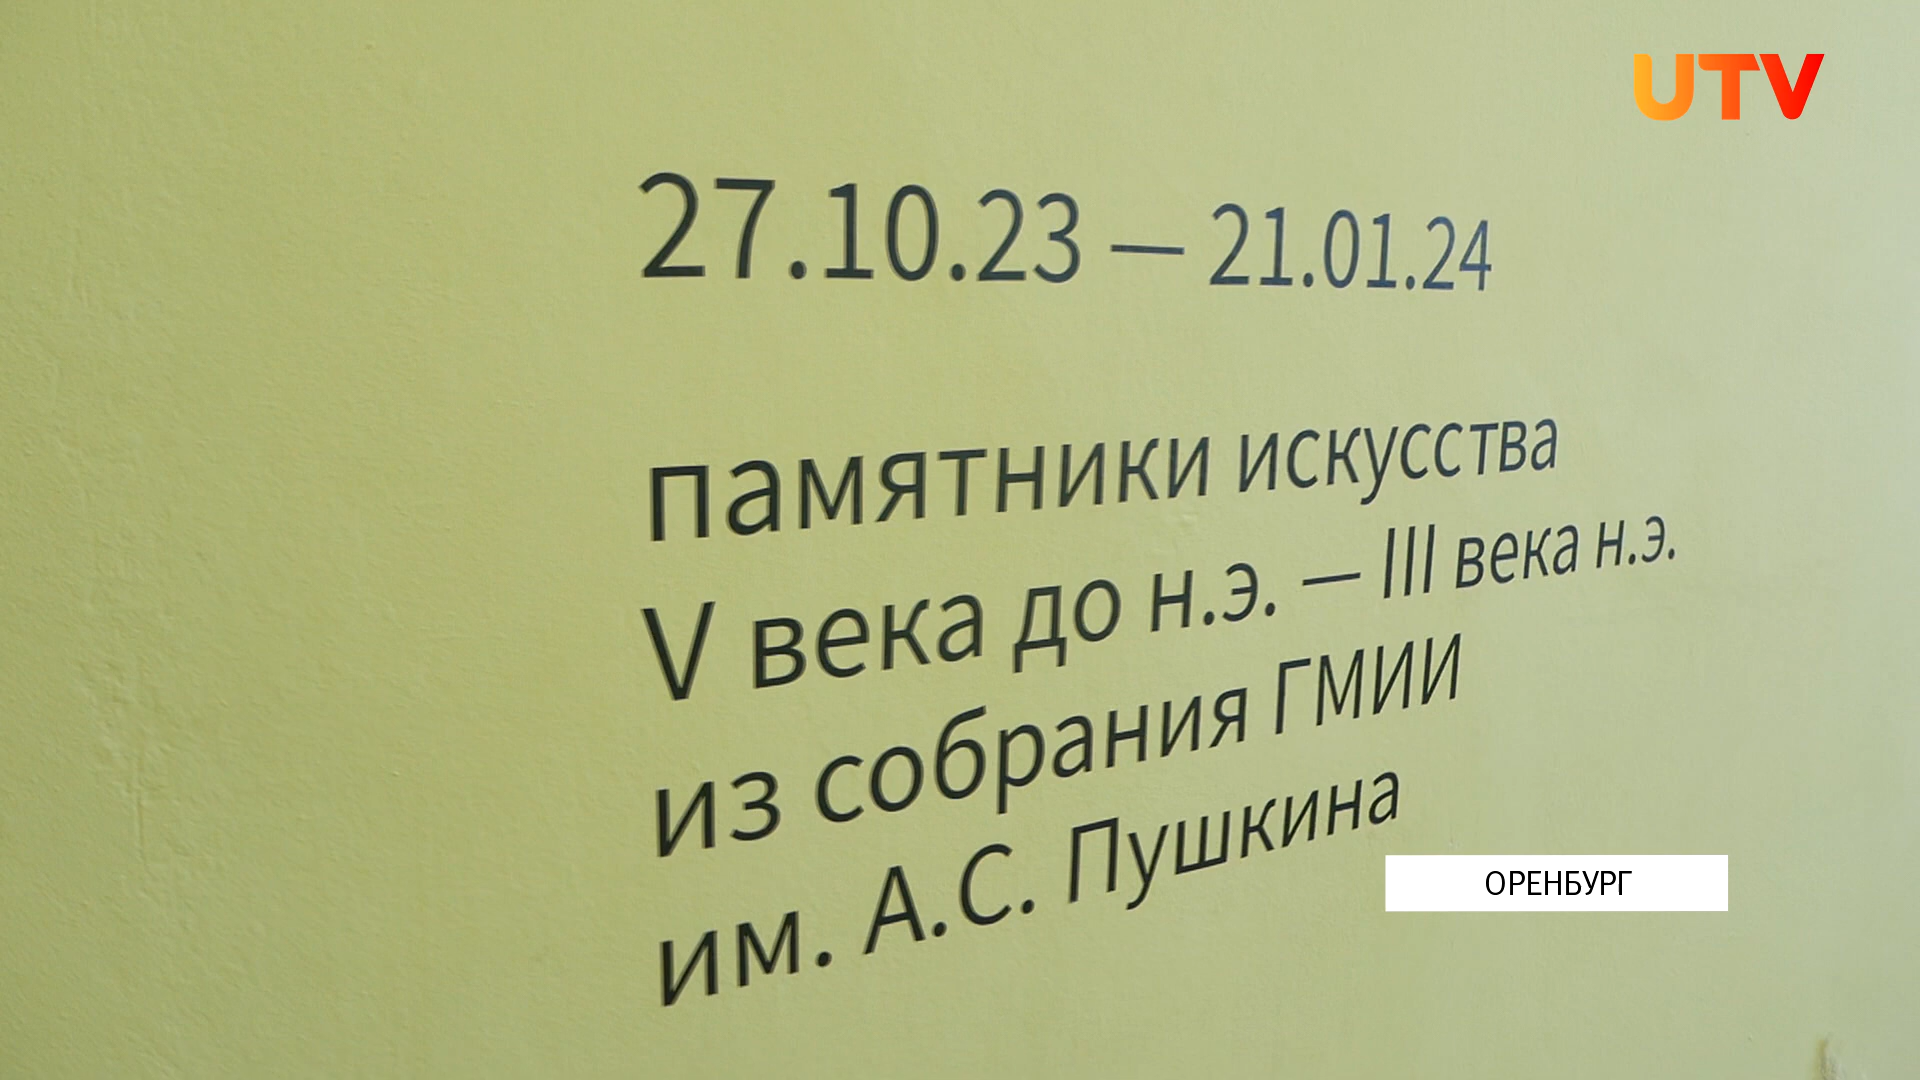 UTV
27.10.23 — 21.01.24
памятники искусства
V века до н.э. — III века н.э.
из собрания ГМИИ
им. А.С. Пушкина
ОРЕНБУРГ